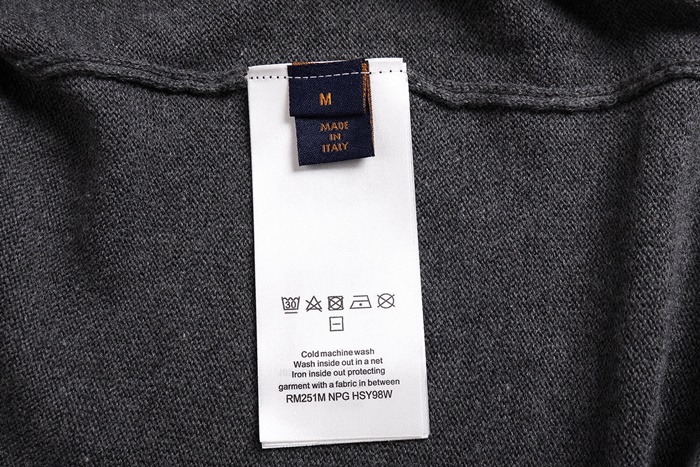 M
MADE
IN
ITALY
30
Cold machine wash
Wash inside out in a net
Iron inside out protecting
garment with a fabric in between
RM251M NPG HSY98W